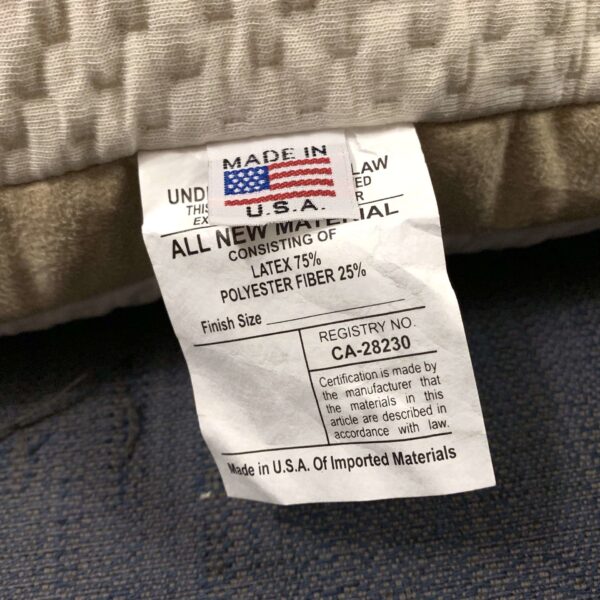 MADE IN
U.S.A.
UND LAW
THIS ED
EX R
ALL NEW MATERIAL
CONSISTING OF
LATEX 75%
POLYESTER FIBER 25%
Finish Size
REGISTRY NO.
CA-28230
Certification is made by
the manufacturer that
the materials in this
article are described in
accordance with law.
Made in U.S.A. Of Imported Materials